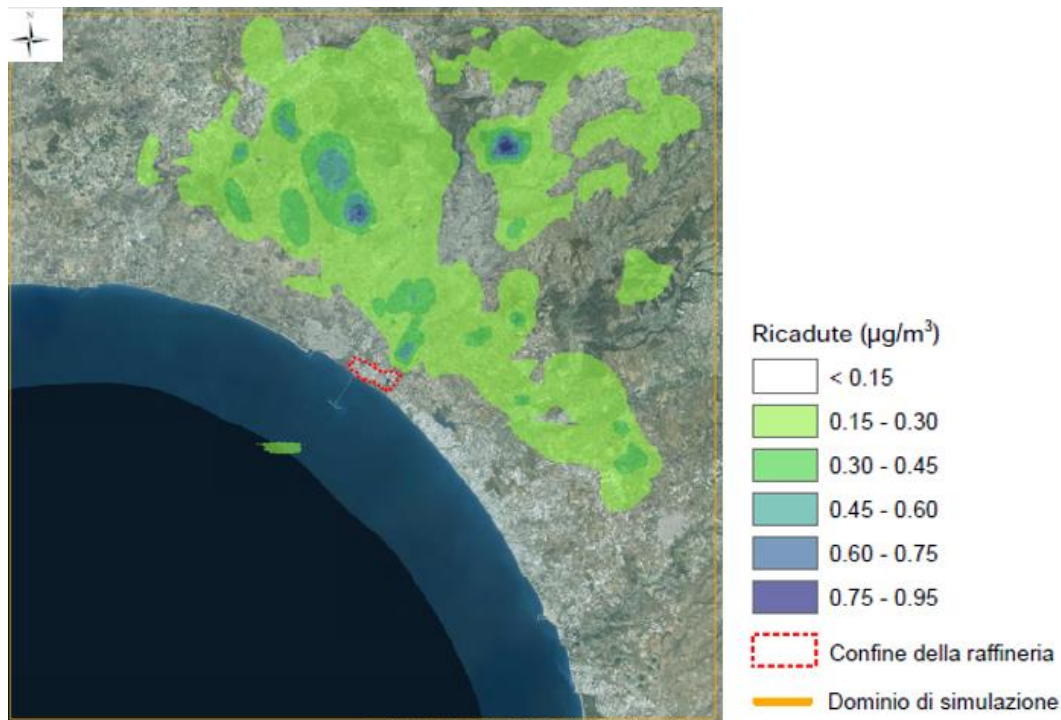 N
Ricadute (µg/m³)
< 0.15
0.15 - 0.30
0.30 - 0.45
0.45 - 0.60
0.60 - 0.75
0.75 - 0.95
Confine della raffineria
Dominio di simulazione